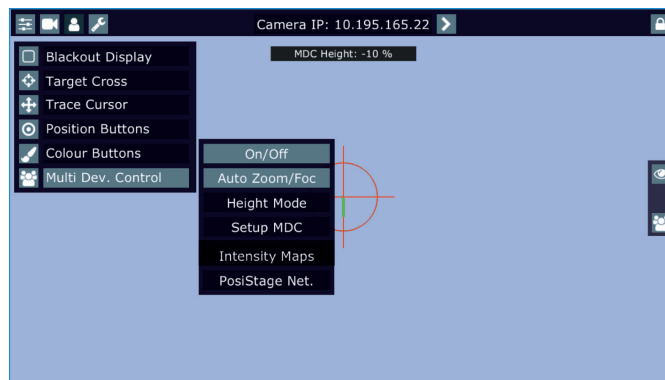 Camera IP: 10.195.165.22
MDC Height: -10 %
Blackout Display
Target Cross
Trace Cursor
Position Buttons
Colour Buttons
Multi Dev. Control
On/Off
Auto Zoom/Foc
Height Mode
Setup MDC
Intensity Maps
PosiStage Net.